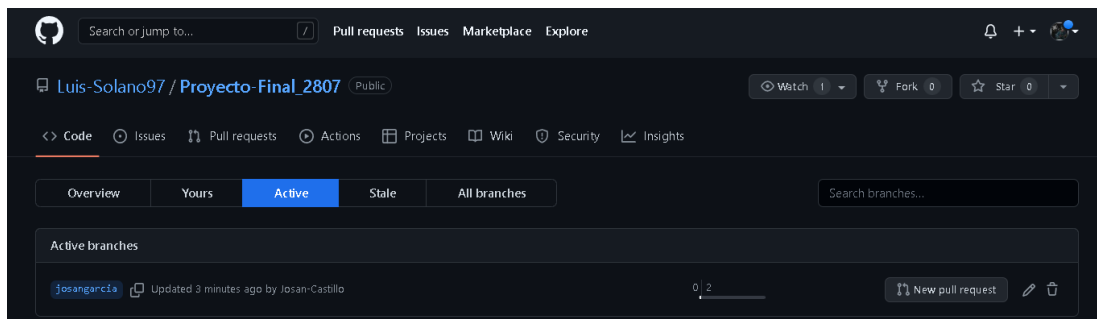 Search or jump to... / Pull requests Issues Marketplace Explore
Luis-Solano97 / Proyecto-Final_2807 Public Watch 1 Fork 0 Star 0
<> Code Issues Pull requests Actions Projects Wiki Security Insights
Overview Yours Active Stale All branches Search branches...
Active branches
josangarcia Updated 3 minutes ago by Josan-Castillo 0 2 New pull request